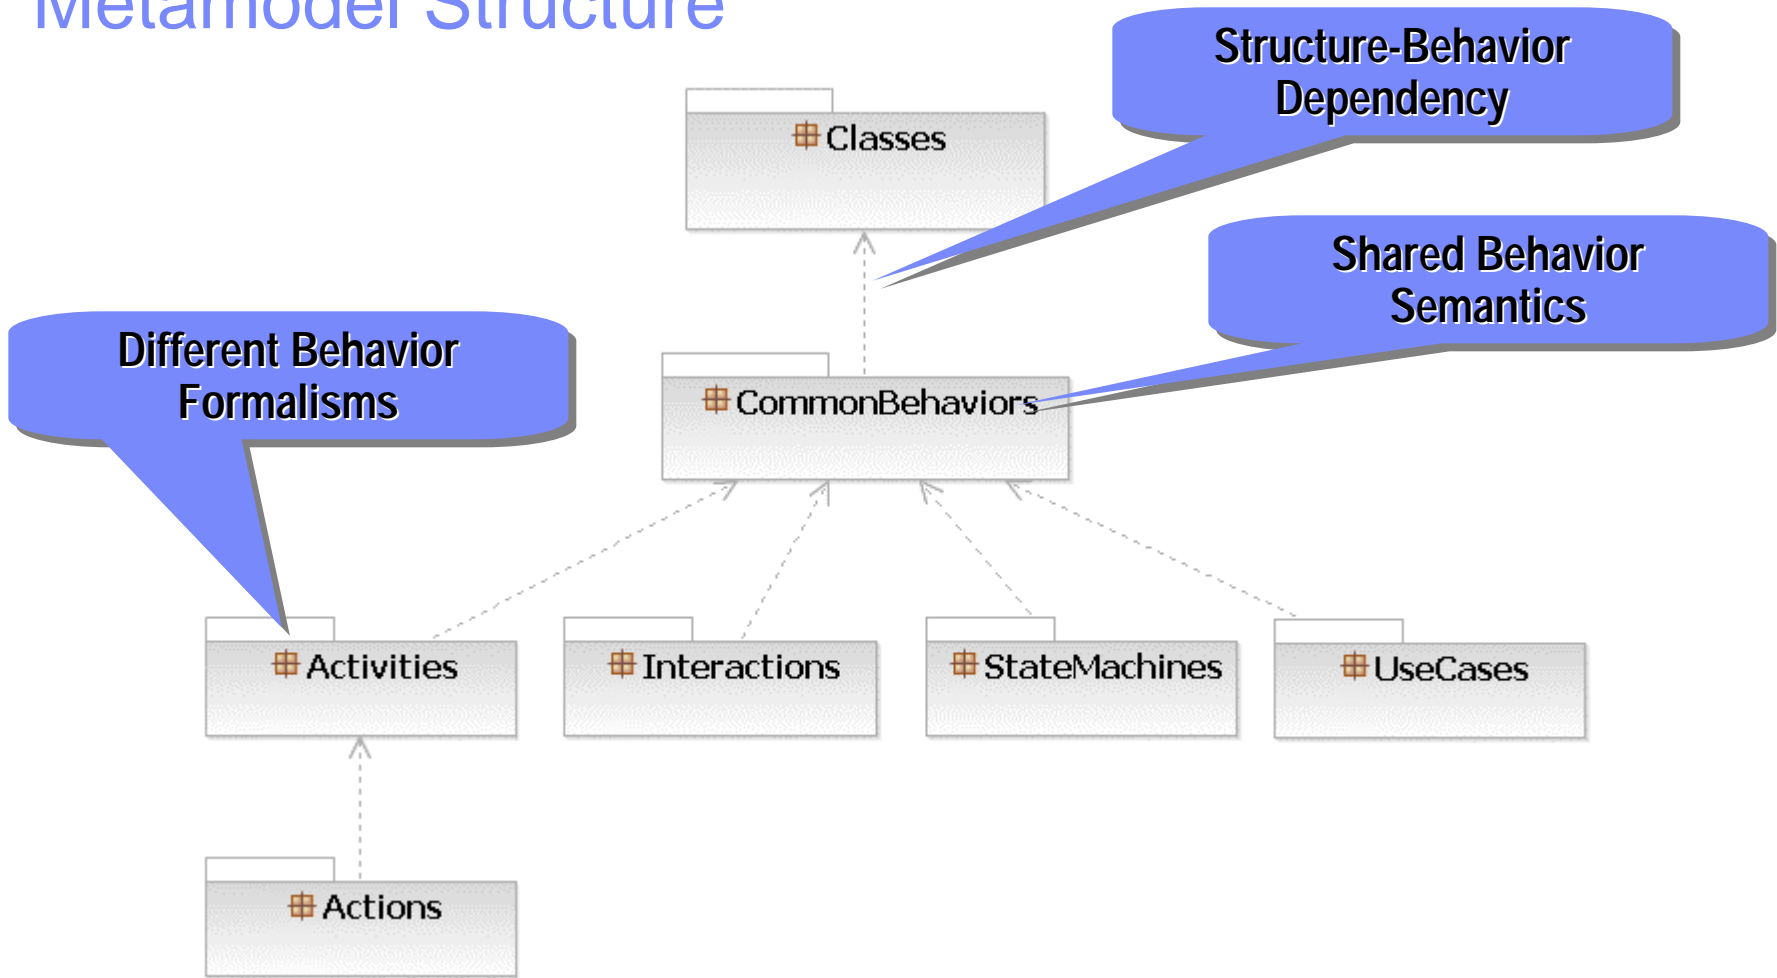 Metamodel Structure
Structure-Behavior
Dependency
Classes
Shared Behavior
Semantics
Different Behavior
Formalisms
CommonBehaviors
Activities
Interactions
StateMachines
UseCases
Actions